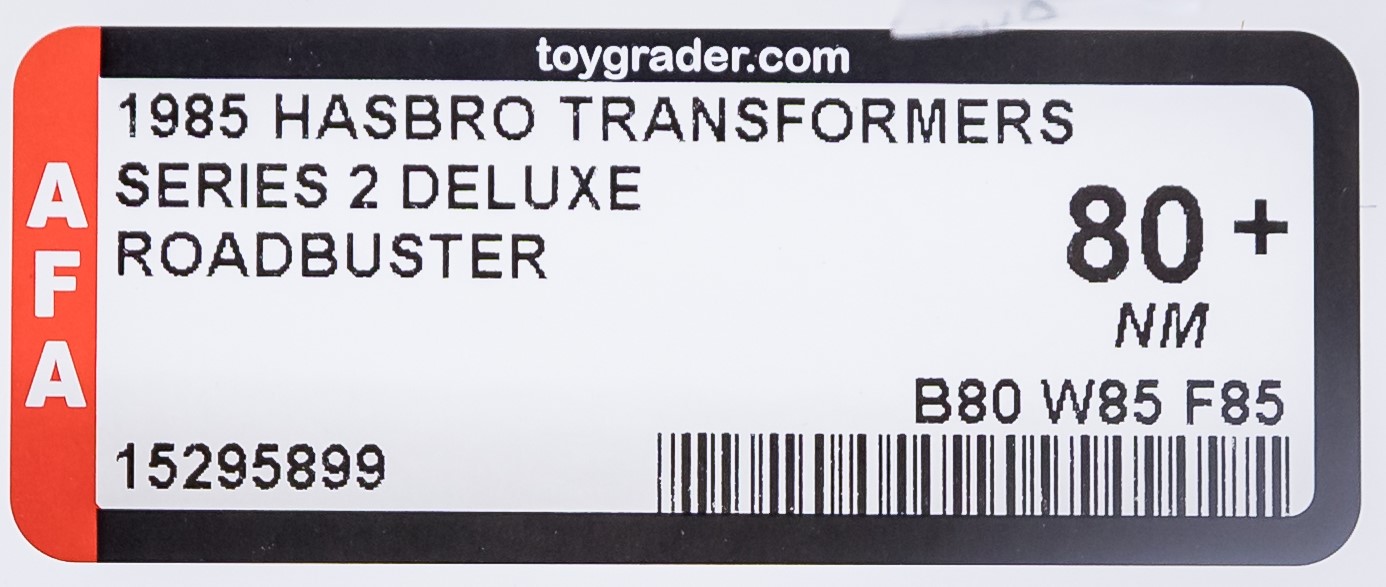 toygrader.com
AFA
1985 HASBRO TRANSFORMERS
SERIES 2 DELUXE
ROADBUSTER
80+
NM
B80 W85 F85
15295899